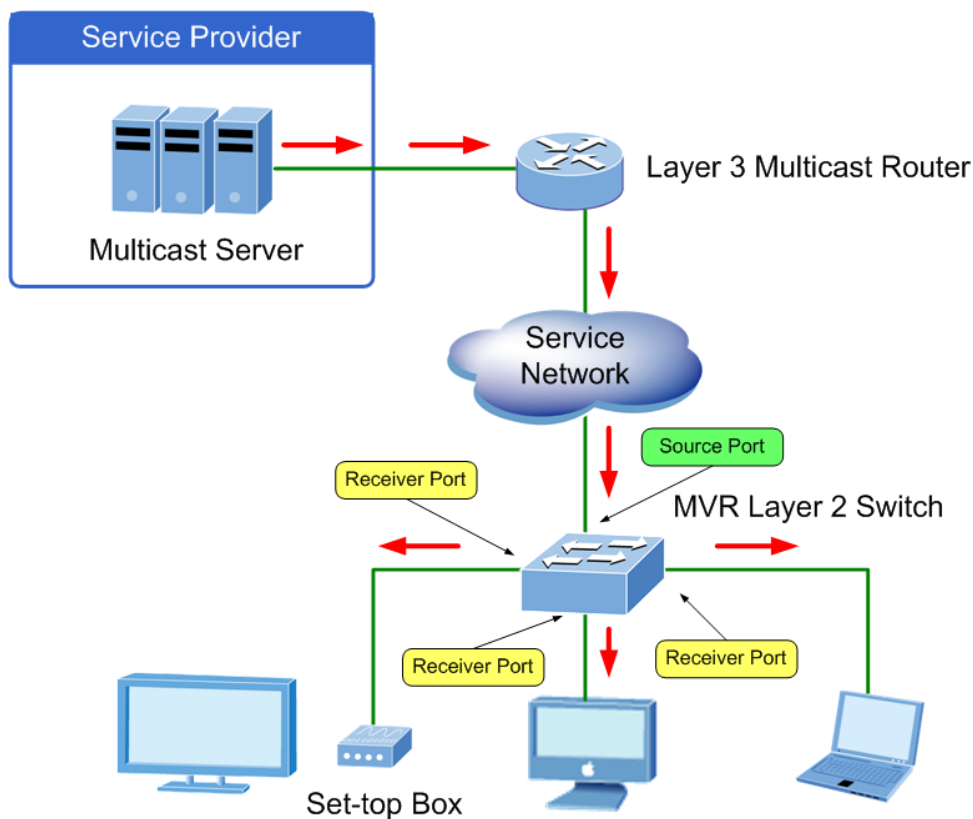 Service Provider
Multicast Server
Layer 3 Multicast Router
Service
Network
Source Port
Receiver Port
MVR Layer 2 Switch
Receiver Port
Receiver Port
Set-top Box